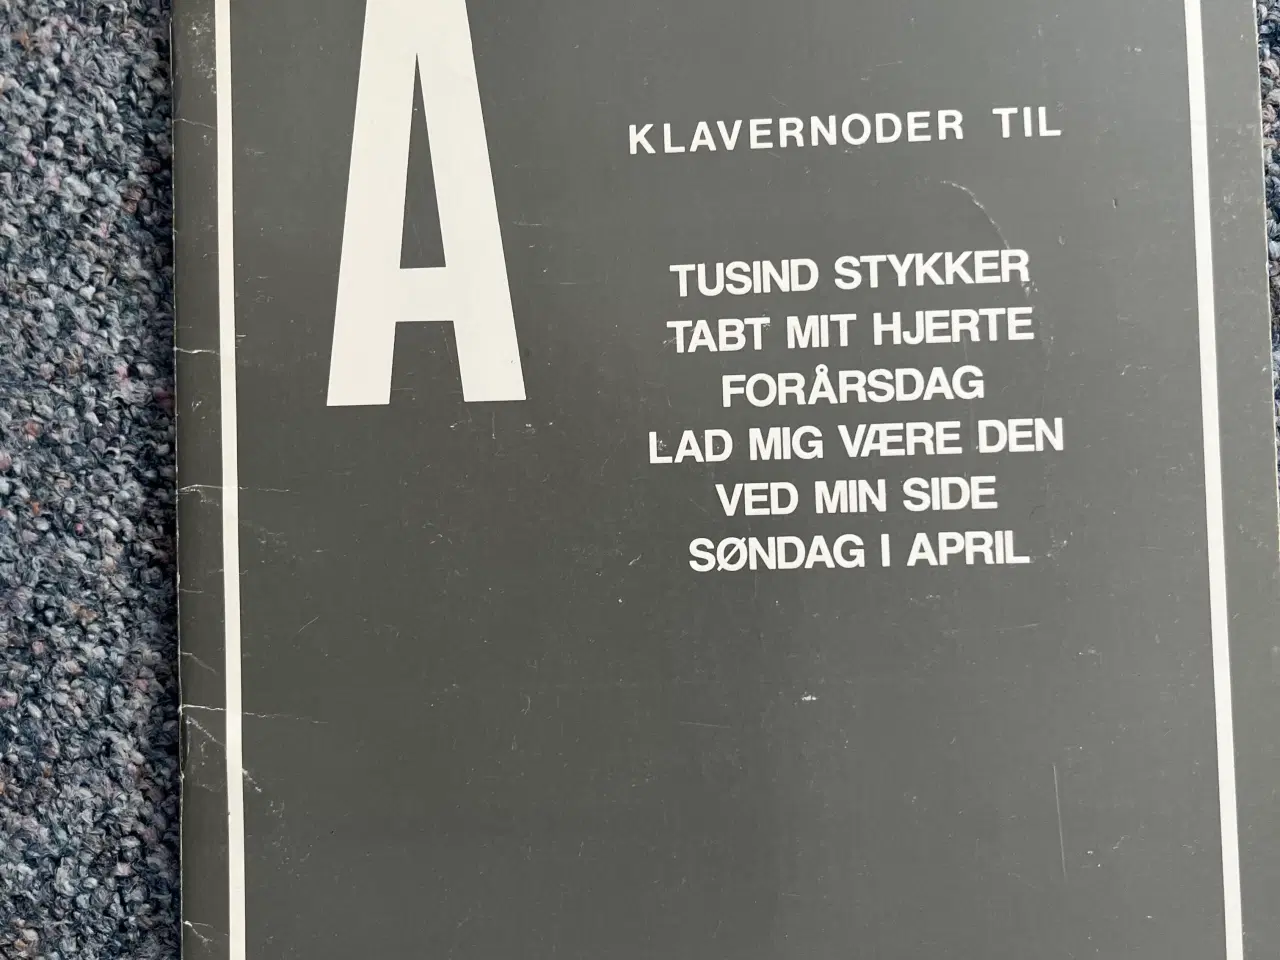 A
KLAVERNODER TIL
TUSIND STYKKER
TABT MIT HJERTE
FORÅRSDAG
LAD MIG VÆRE DEN
VED MIN SIDE
SØNDAG I APRIL